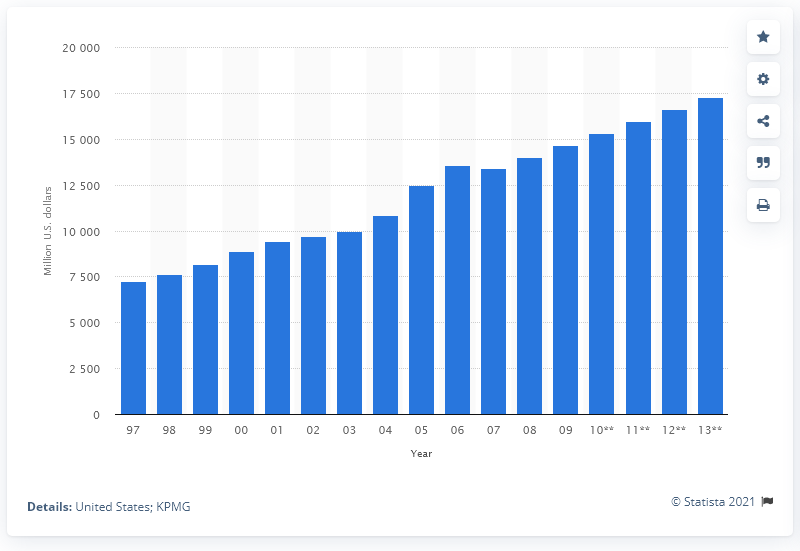 20 000
17 500
15 000
12 500
10 000
7 500
5 000
2 500
0
Million U.S. dollars
97 98 99 00 01 02 03 04 05 06 07 08 09 10** 11** 12** 13**
Year
Details: United States; KPMG
© Statista 2021